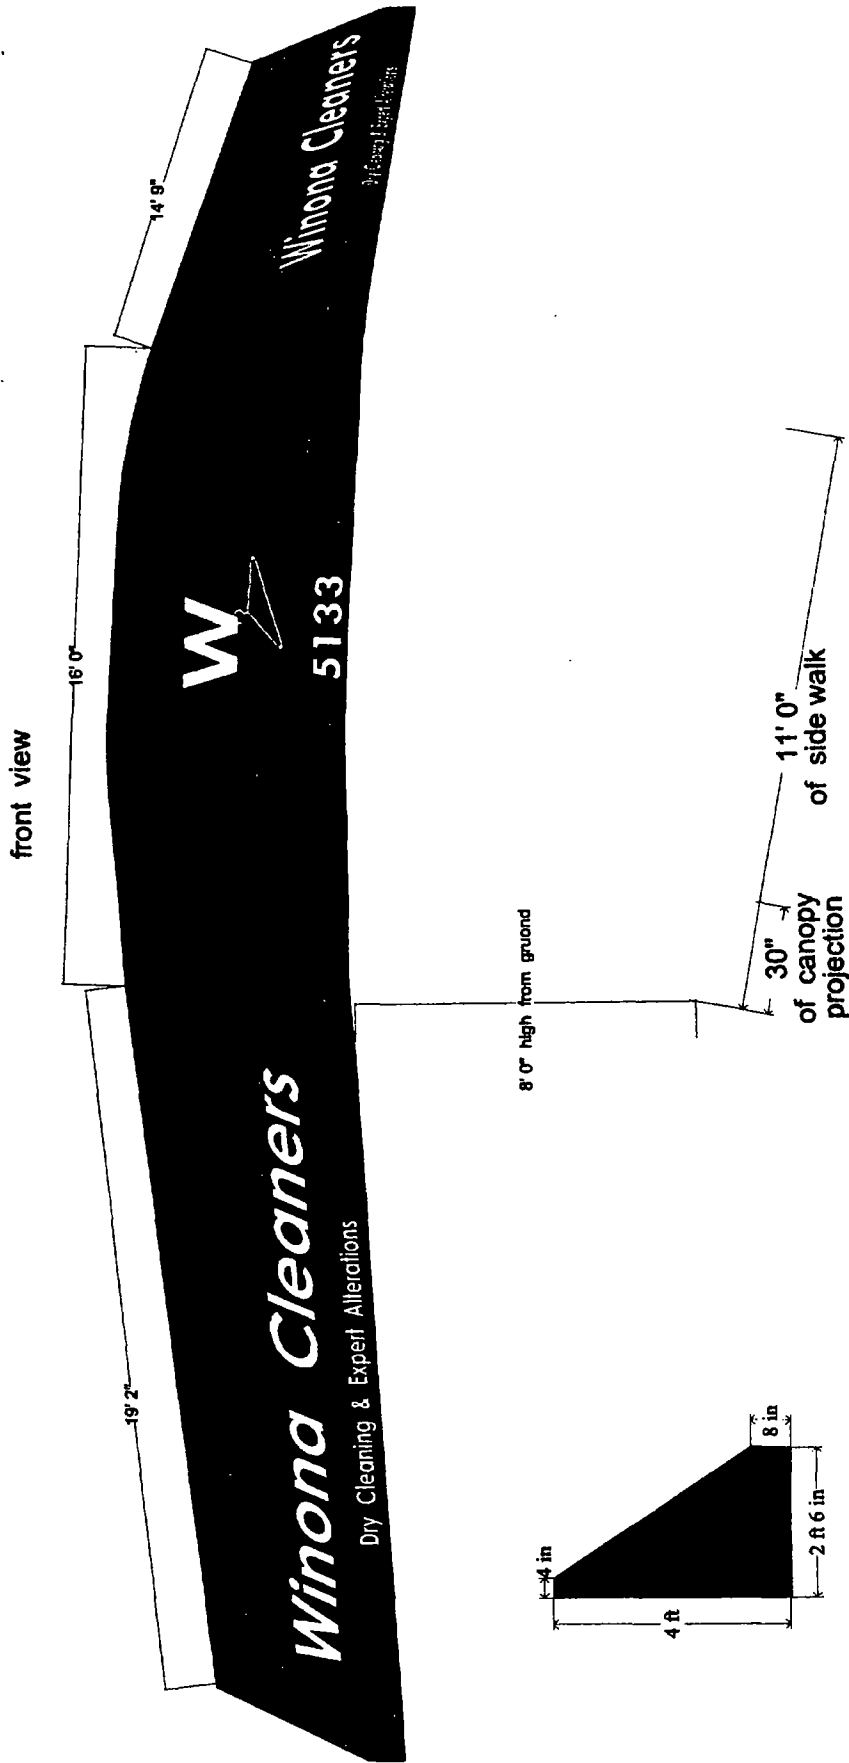 front view
19' 2"
16' 0"
14' 9"
Winona Cleaners
Dry Cleaning & Expert Alterations
W
5133
Winona Cleaners
8' 0" high from gruond
30"
of canopy
projection
11' 0"
of side walk
4 in
4 ft
8 in
2 ft 6 in